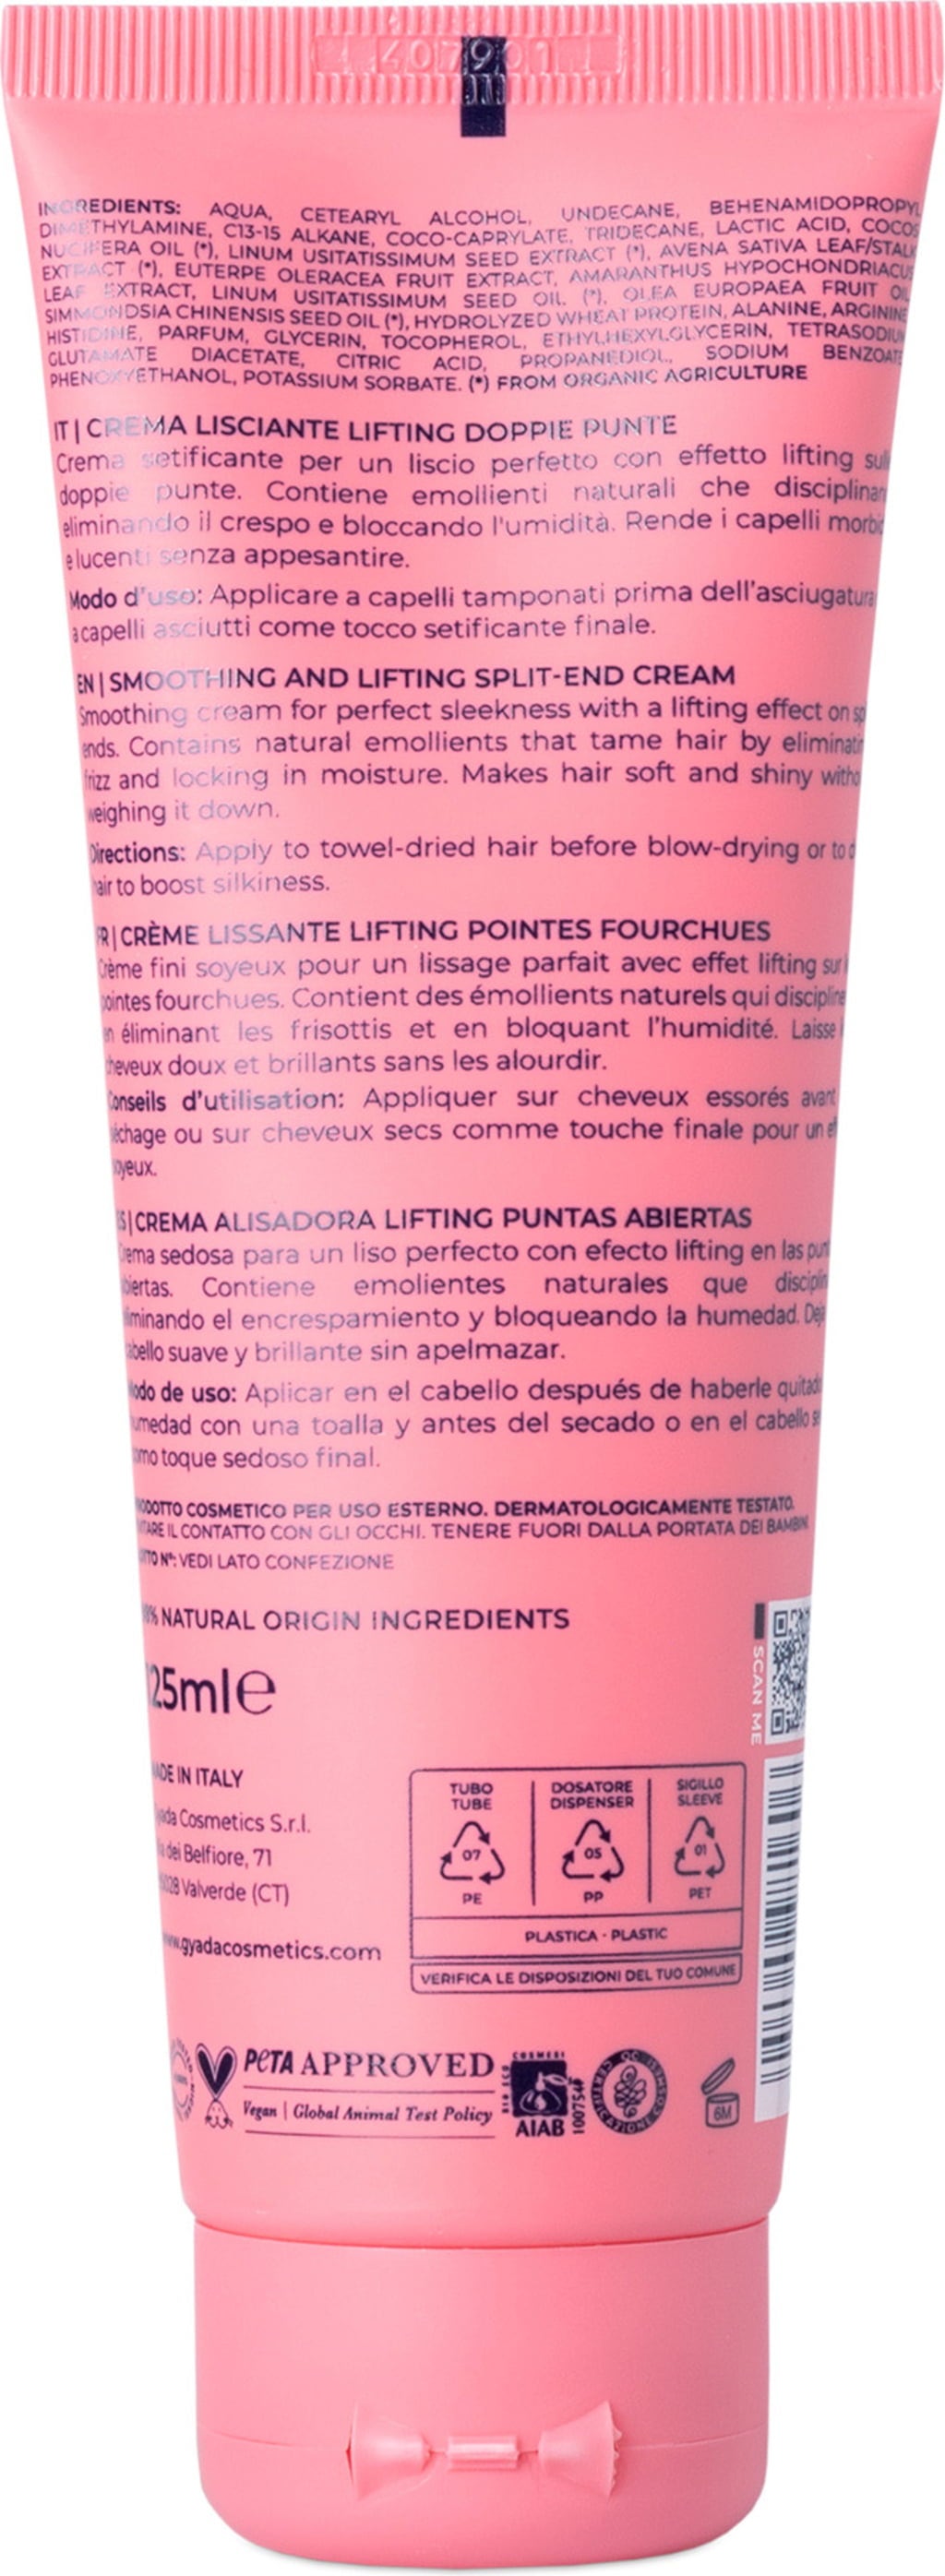 407901
INGREDIENTS: AQUA, CETEARYL ALCOHOL, UNDECANE, BEHENAMIDOPROPYL
DIMETHYLAMINE, C13-15 ALKANE, COCO-CAPRYLATE, TRIDECANE, LACTIC ACID, COCOS
NUCIFERA OIL (*), LINUM USITATISSIMUM SEED EXTRACT (*), AVENA SATIVA LEAF/STALK
EXTRACT (*), EUTERPE OLERACEA FRUIT EXTRACT, AMARANTHUS HYPOCHONDRIACUS
LEAF EXTRACT, LINUM USITATISSIMUM SEED OIL (*), OLEA EUROPAEA FRUIT OIL
SIMMONDSIA CHINENSIS SEED OIL (*), HYDROLYZED WHEAT PROTEIN, ALANINE, ARGININE
HISTIDINE, PARFUM, GLYCERIN, TOCOPHEROL, ETHYLHEXYLGLYCERIN, TETRASODIUM
GLUTAMATE DIACETATE, CITRIC ACID, PROPANEDIOL, SODIUM BENZOATE
PHENOXYETHANOL, POTASSIUM SORBATE. (*) FROM ORGANIC AGRICULTURE
IT | CREMA LISCIANTE LIFTING DOPPIE PUNTE
Crema setificante per un liscio perfetto con effetto lifting
doppie punte. Contiene emollienti naturali che
eliminando il crespo e bloccando l'umidità. Rende i capelli
e lucenti senza appesantire.
Modo d'uso: Applicare a capelli tamponati prima dell'asciugatura
a capelli asciutti come tocco setificante finale.
EN | SMOOTHING AND LIFTING SPLIT-END CREAM
Smoothing cream for perfect sleekness with a lifting effect on
ends. Contains natural emollients that tame hair by
frizz and locking in moisture. Makes hair soft and shiny
weighing it down.
Directions: Apply to towel-dried hair before blow-drying or to
hair to boost silkiness.
FR | CRÈME LISSANTE LIFTING POINTES FOURCHUES
Crème fini soyeux pour un lissage parfait avec effet lifting sur
pointes fourchues. Contient des émollients naturels qui
en éliminant les frisottis et en bloquant l'humidité. Laisse
cheveux doux et brillants sans les alourdir.
Conseils d'utilisation: Appliquer sur cheveux essorés avant
séchage ou sur cheveux secs comme touche finale pour un
soyeux.
| CREMA ALISADORA LIFTING PUNTAS ABIERTAS
Crema sedosa para un liso perfecto con efecto lifting en las
abiertas. Contiene emolientes naturales que
eliminando el encrespamiento y bloqueando la humedad.
cabello suave y brillante sin apelmazar.
Modo de uso: Aplicar en el cabello después de haberle quitado
humedad con una toalla y antes del secado o en el cabello
como toque sedoso final.
PRODOTTO COSMETICO PER USO ESTERNO. DERMATOLOGICAMENTE TESTATO.
EVITARE IL CONTATTO CON GLI OCCHI. TENERE FUORI DALLA PORTATA DEI BAMBINI
LOTTO N°: VEDI LATO CONFEZIONE
NATURAL ORIGIN INGREDIENTS
SCAN ME
125ml℮
MADE IN ITALY
Gyada Cosmetics S.r.l.
dei Belfiore, 71
Valverde (CT)
www.gyadacosmetics.com
TUBO DOSATORE SIGILLO
TUBE DISPENSER SLEEVE
07 05 01
PE PP PET
PLASTICA - PLASTIC
VERIFICA LE DISPOSIZIONI DEL TUO COMUNE
PETA APPROVED
Vegan | Global Animal Test Policy
COSMESI
BIO ECO
AIAB
100754
QC
CERTIFICAZIONE COSMESI
6M